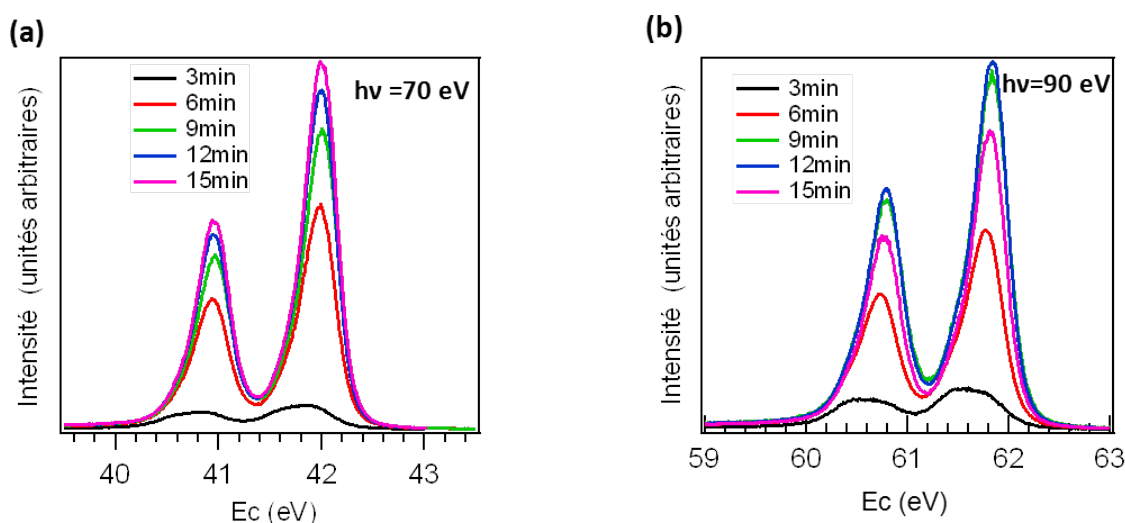 (a)
3min
6min
9min
12min
15min
hν =70 eV
Intensité (unités arbitraires)
40 41 42 43
Ec (eV)
(b)
3min
6min
9min
12min
15min
hν=90 eV
Intensité (unités arbitraires)
59 60 61 62 63
Ec (eV)